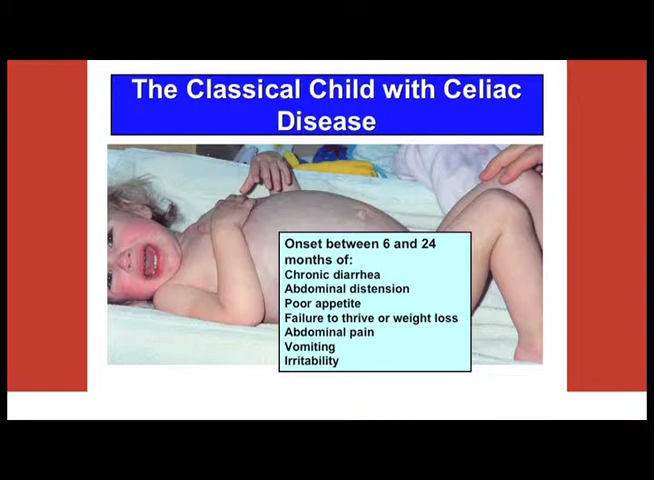 The Classical Child with Celiac
Disease
Onset between 6 and 24
months of:
Chronic diarrhea
Abdominal distension
Poor appetite
Failure to thrive or weight loss
Abdominal pain
Vomiting
Irritability